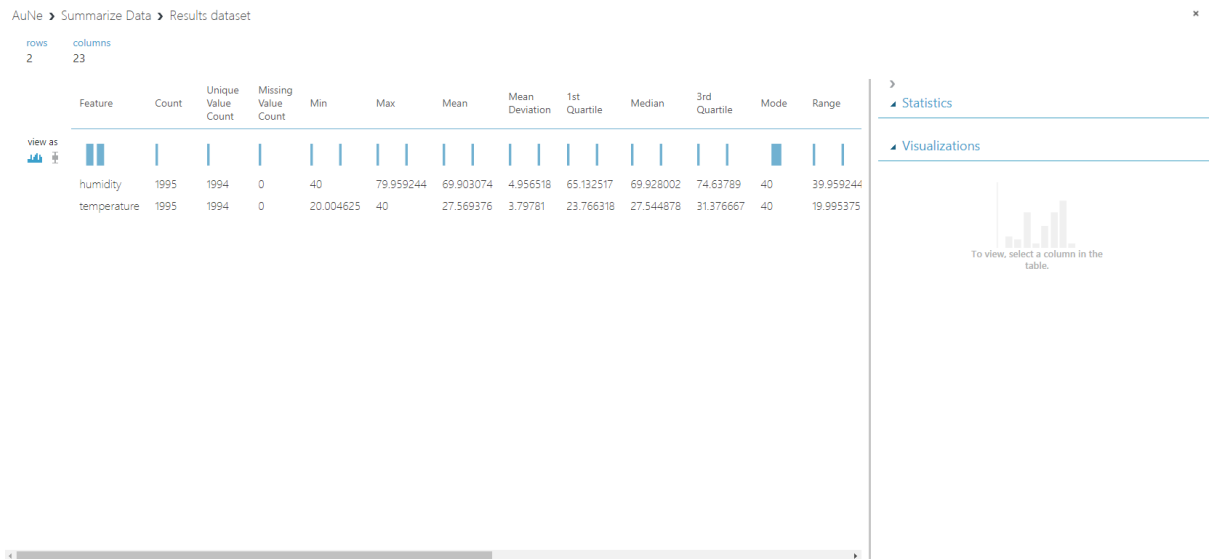 AuNe > Summarize Data > Results dataset
×
rows columns
2 23
Feature Count Unique Value Count Missing Value Count Min Max Mean Mean Deviation 1st Quartile Median 3rd Quartile Mode Range
view as
humidity 1995 1994 0 40 79.959244 69.903074 4.956518 65.132517 69.928002 74.63789 40 39.959244
temperature 1995 1994 0 20.004625 40 27.569376 3.79781 23.766318 27.544878 31.376667 40 19.995375
>
Statistics
Visualizations
To view, select a column in the
table.